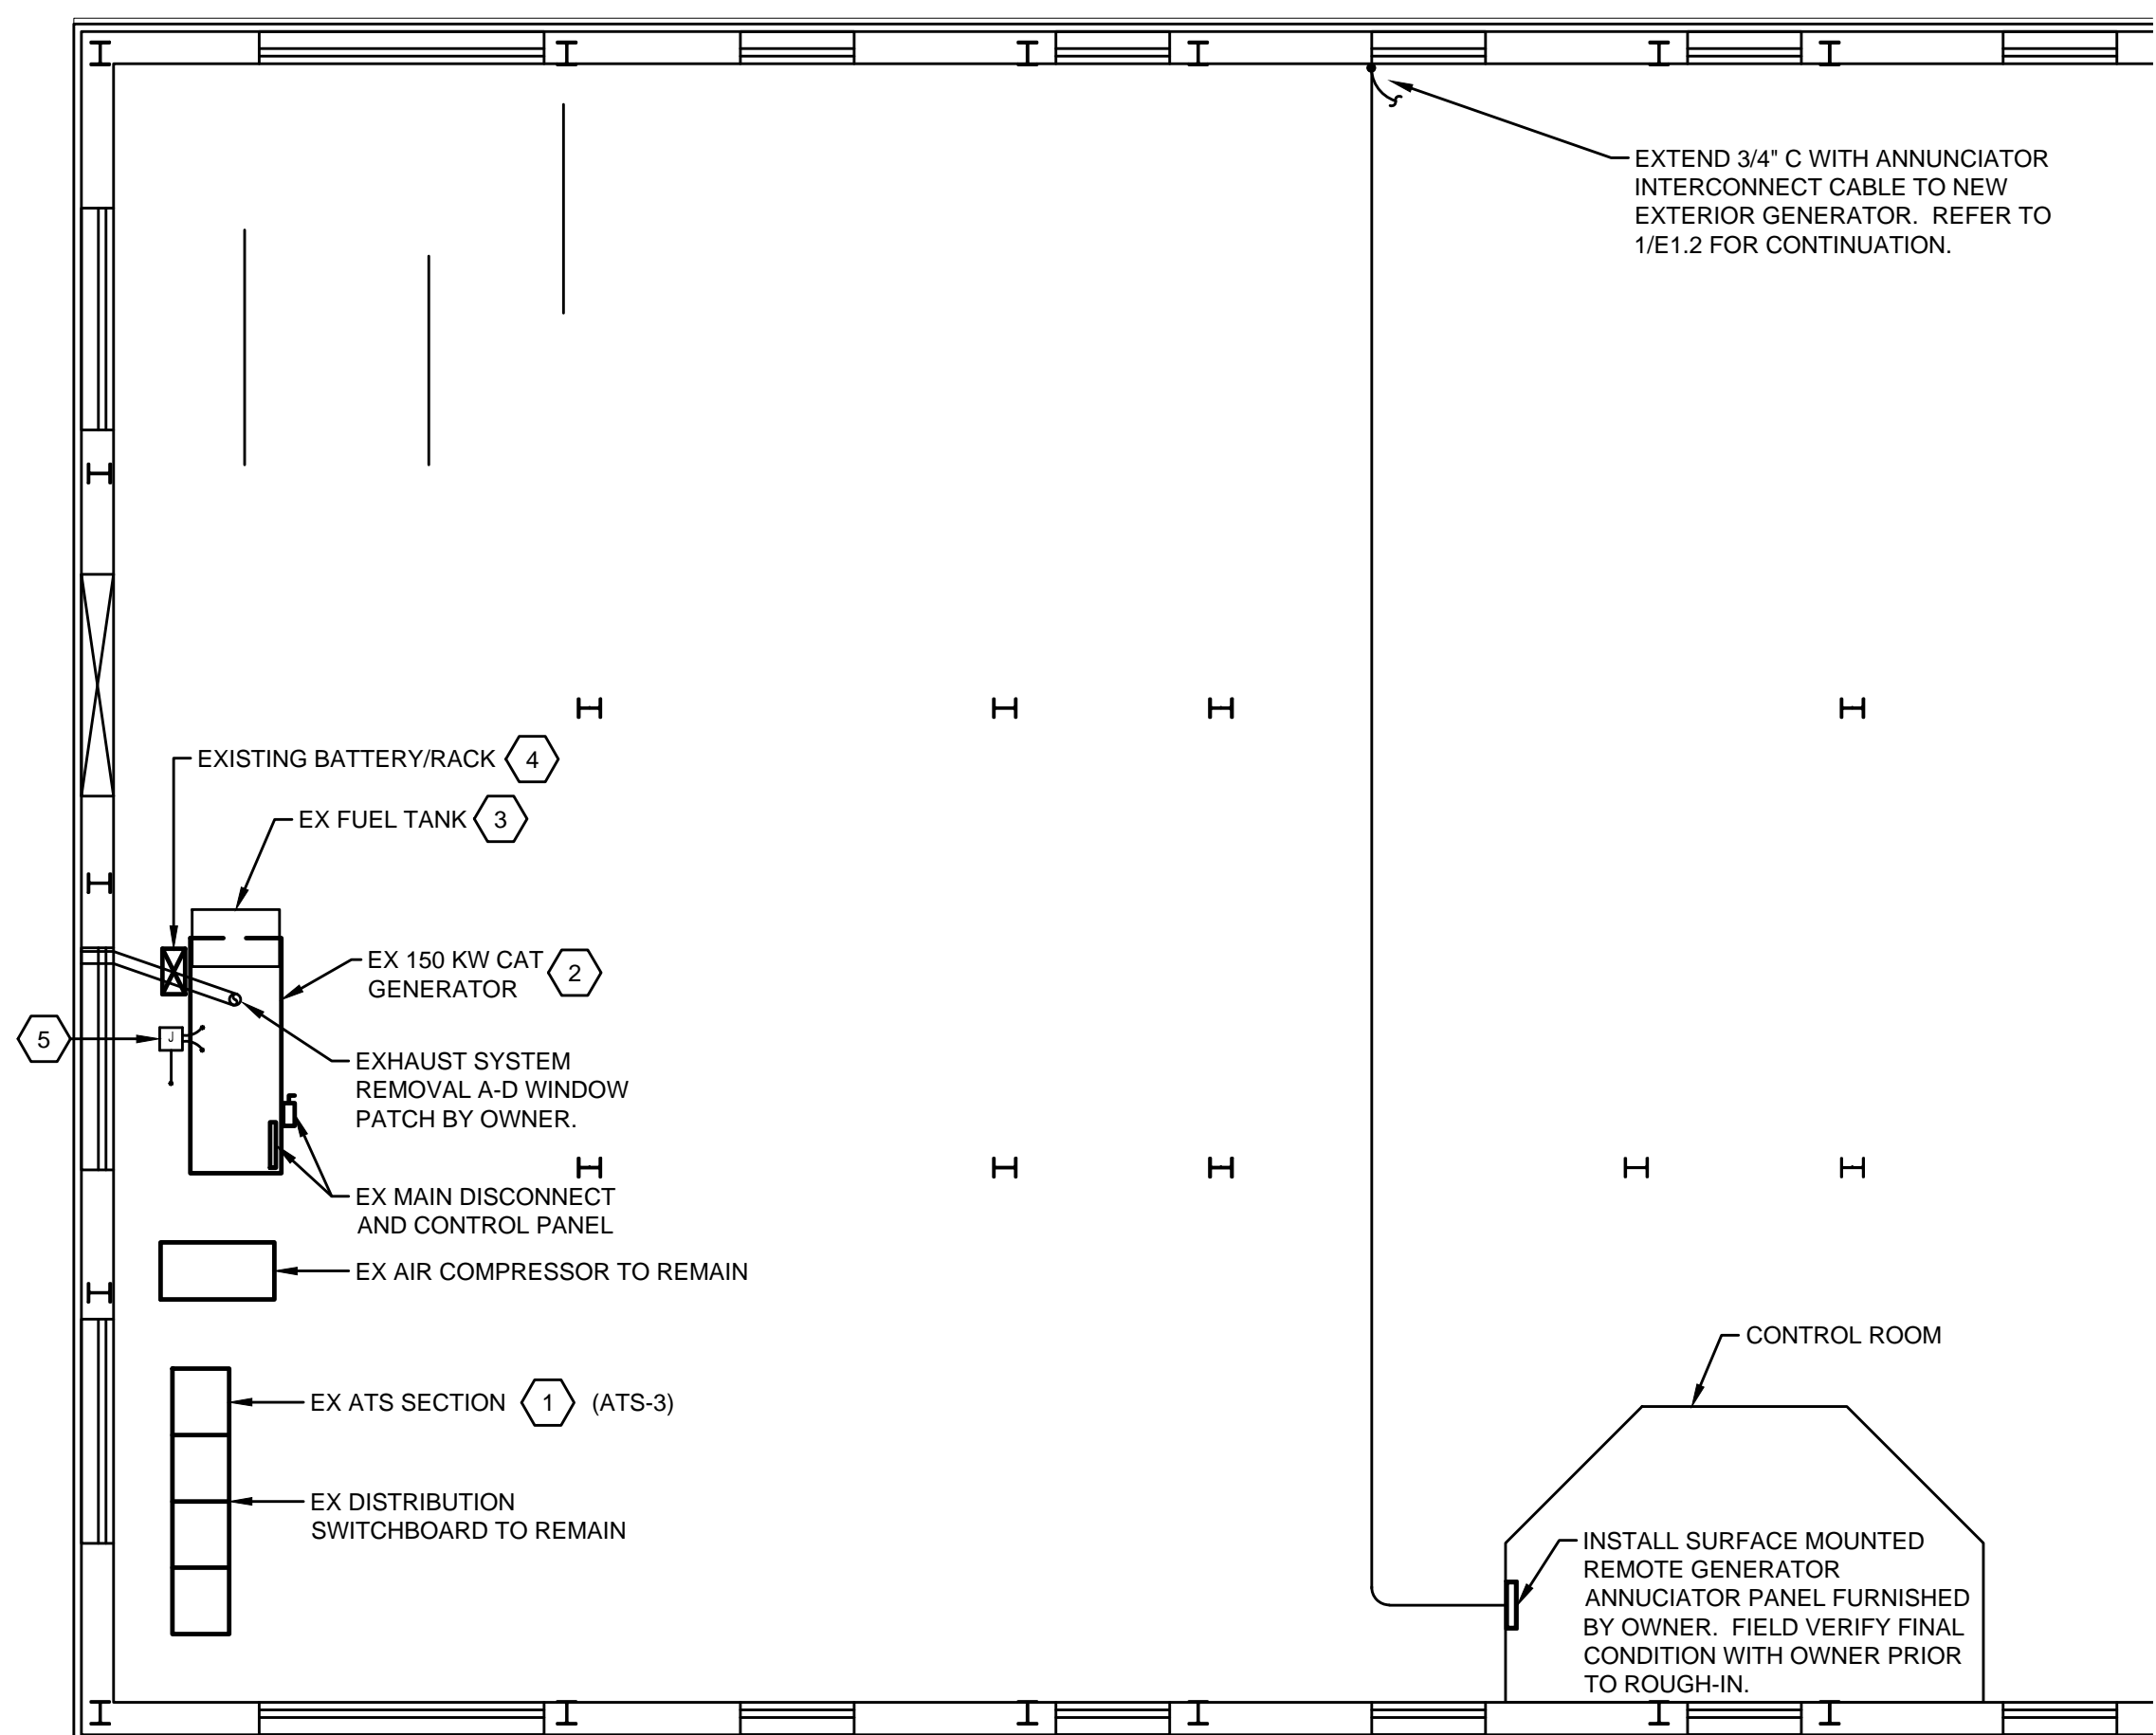 EXTEND 3/4" C WITH ANNUNCIATOR
INTERCONNECT CABLE TO NEW
EXTERIOR GENERATOR. REFER TO
1/E1.2 FOR CONTINUATION.
EXISTING BATTERY/RACK 4
EX FUEL TANK 3
EX 150 KW CAT
GENERATOR
2
5
J
EXHAUST SYSTEM
REMOVAL A-D WINDOW
PATCH BY OWNER.
EX MAIN DISCONNECT
AND CONTROL PANEL
EX AIR COMPRESSOR TO REMAIN
CONTROL ROOM
EX ATS SECTION 1 (ATS-3)
EX DISTRIBUTION
SWITCHBOARD TO REMAIN
INSTALL SURFACE MOUNTED
REMOTE GENERATOR
ANNUCIATOR PANEL FURNISHED
BY OWNER. FIELD VERIFY FINAL
CONDITION WITH OWNER PRIOR
TO ROUGH-IN.